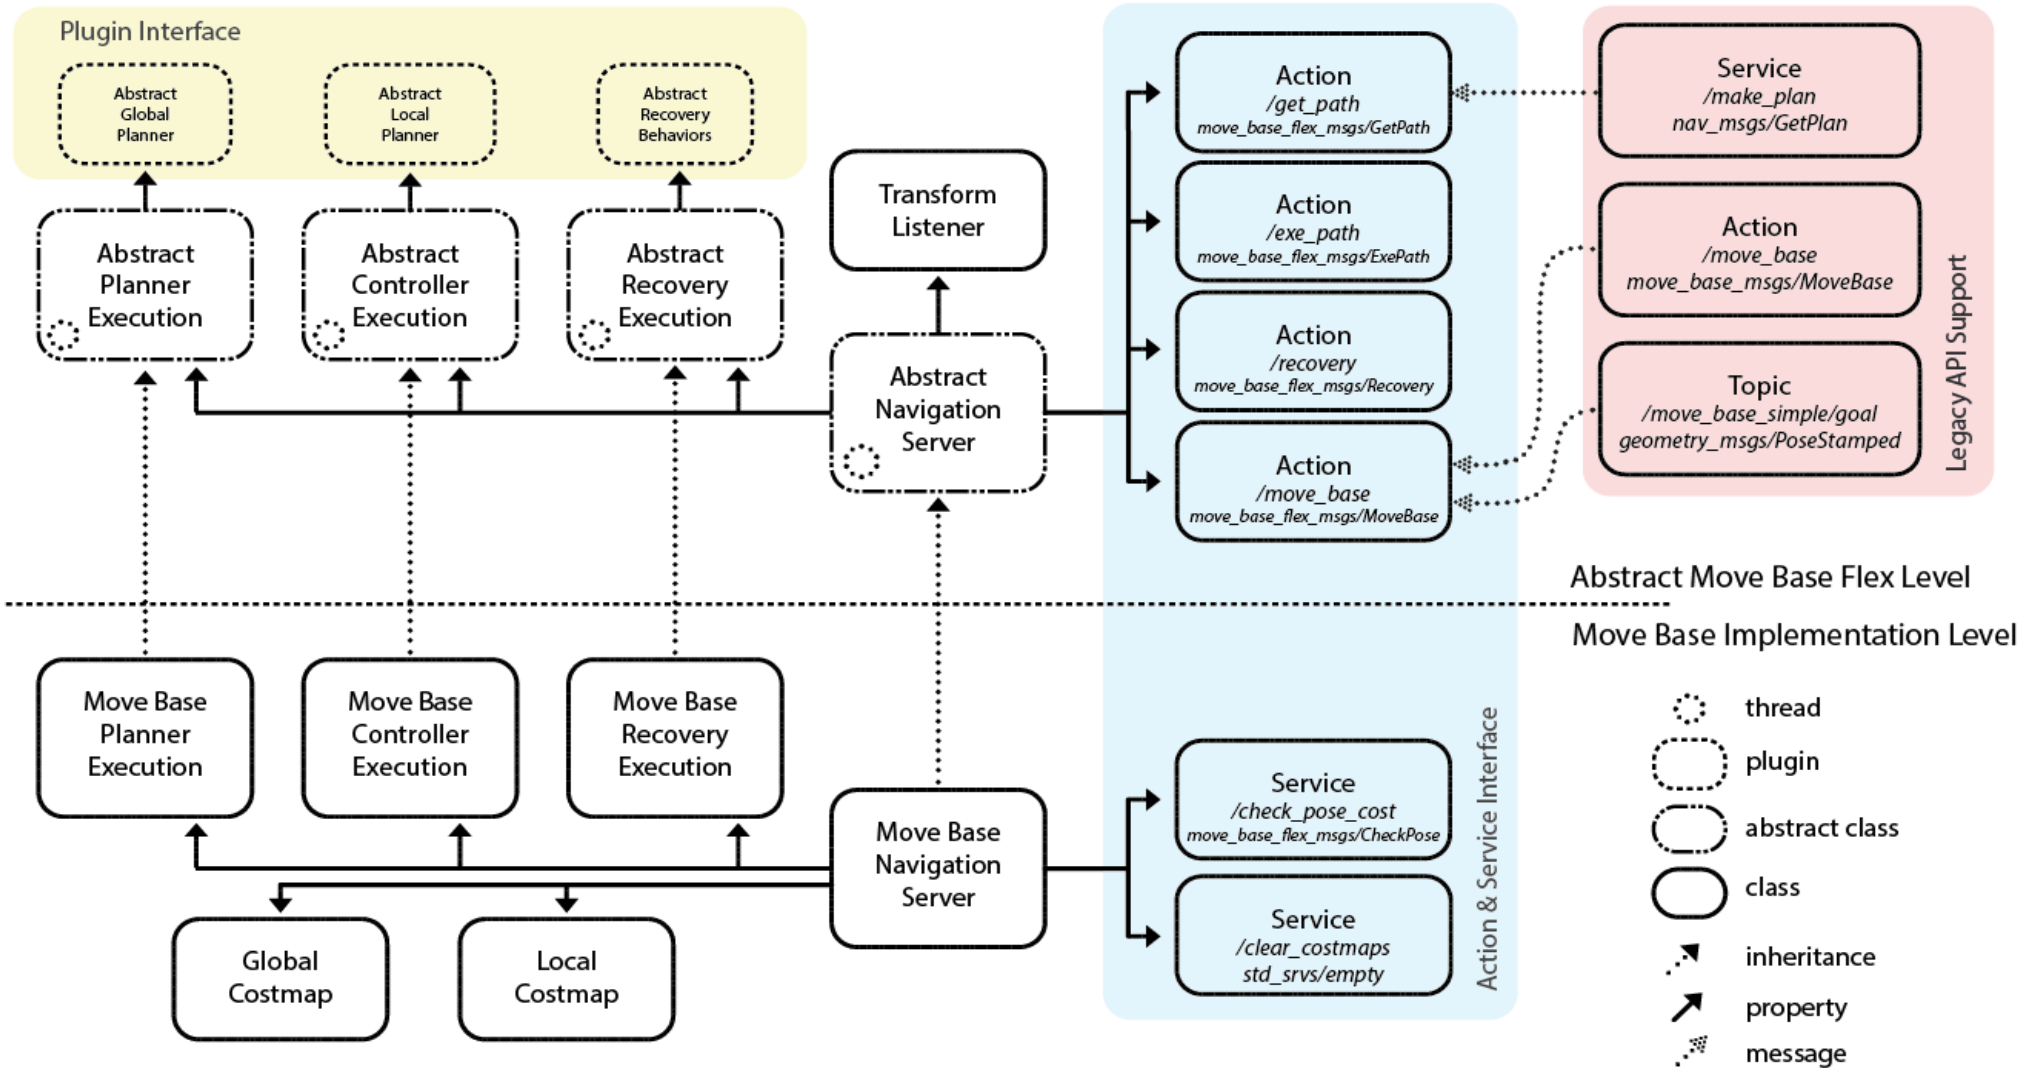 Plugin Interface
Abstract
Global
Planner
Abstract
Local
Planner
Abstract
Recovery
Behaviors
Abstract
Planner
Execution
Abstract
Controller
Execution
Abstract
Recovery
Execution
Transform
Listener
Abstract
Navigation
Server
Action
/get_path
move_base_flex_msgs/GetPath
Action
/exe_path
move_base_flex_msgs/ExePath
Action
/recovery
move_base_flex_msgs/Recovery
Action
/move_base
move_base_flex_msgs/MoveBase
Service
/make_plan
nav_msgs/GetPlan
Action
/move_base
move_base_msgs/MoveBase
Topic
/move_base_simple/goal
geometry_msgs/PoseStamped
Legacy API Support
Abstract Move Base Flex Level
Move Base Implementation Level
Move Base
Planner
Execution
Move Base
Controller
Execution
Move Base
Recovery
Execution
Move Base
Navigation
Server
Global
Costmap
Local
Costmap
Service
/check_pose_cost
move_base_flex_msgs/CheckPose
Service
/clear_costmaps
std_srvs/empty
Action & Service Interface
thread
plugin
abstract class
class
inheritance
property
message